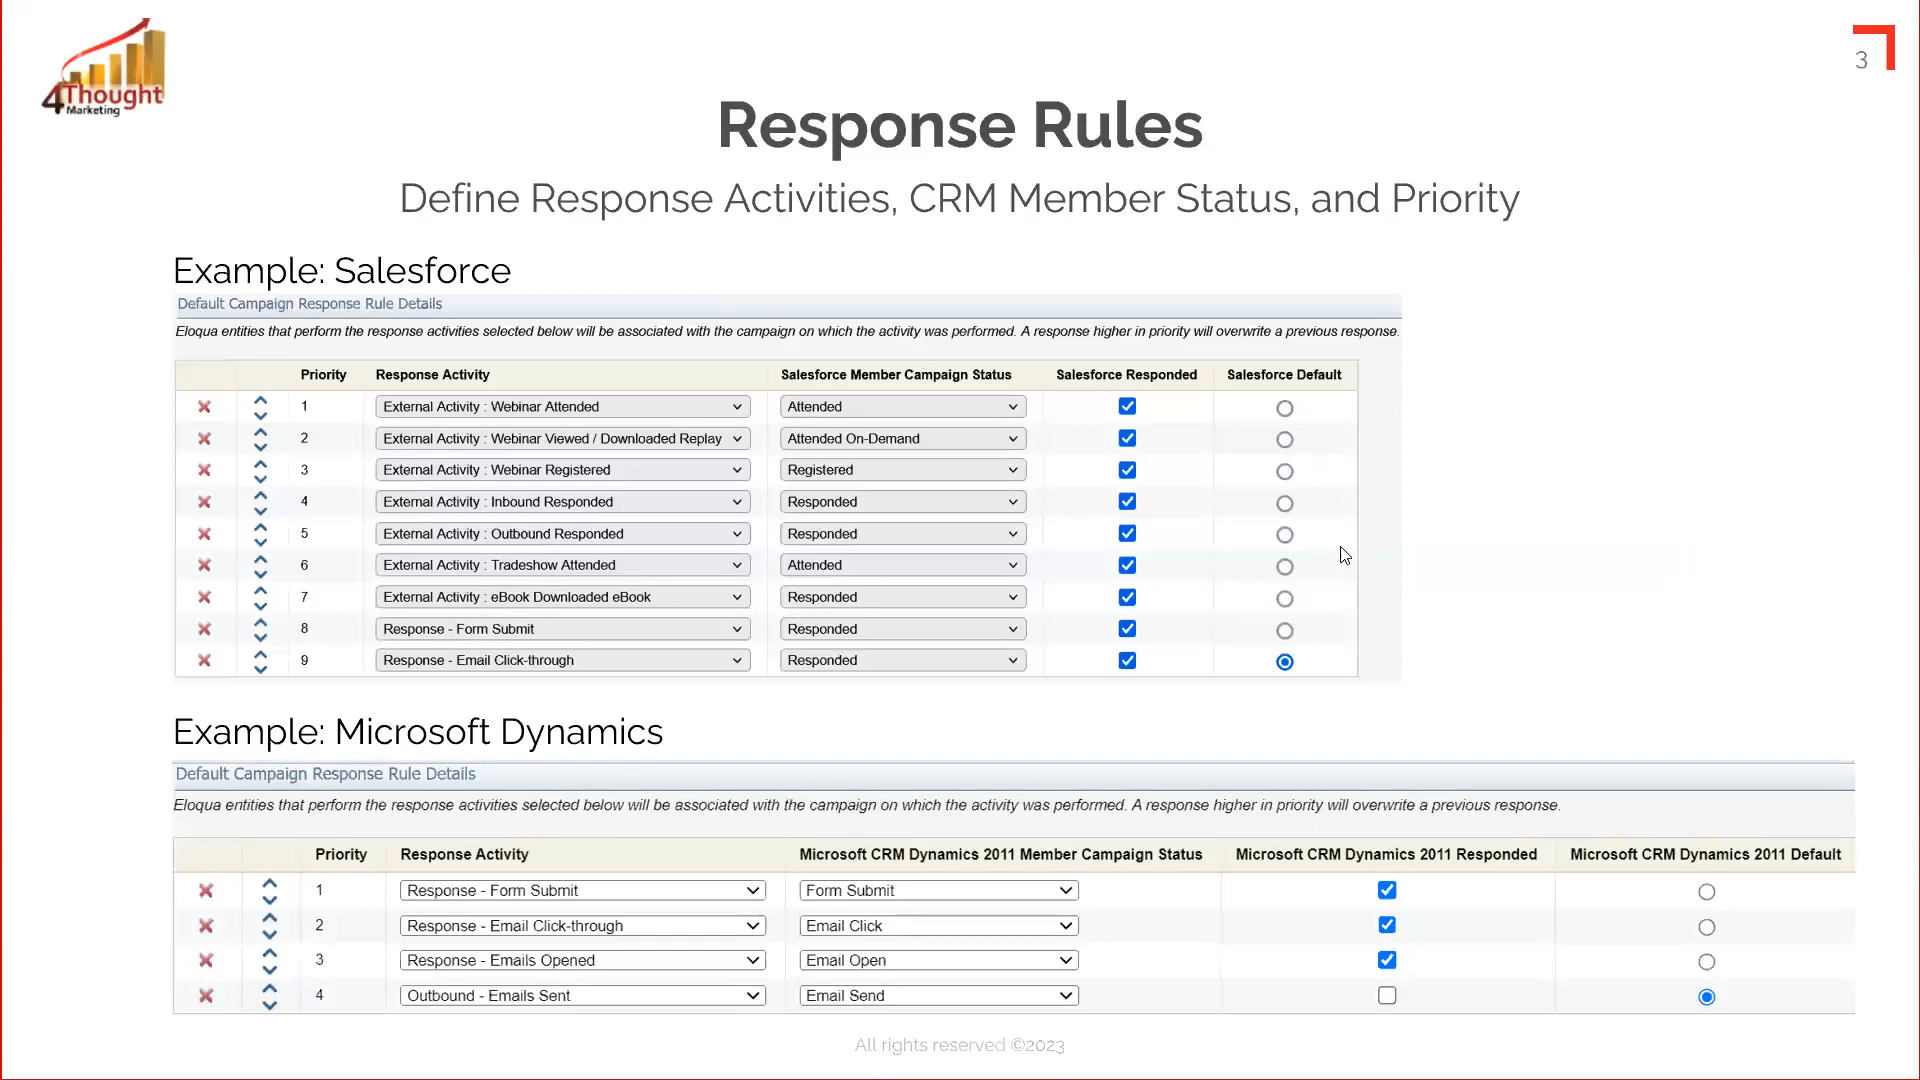 4Thought
Marketing
3
Response Rules
Define Response Activities, CRM Member Status, and Priority
Example: Salesforce
Default Campaign Response Rule Details
Eloqua entities that perform the response activities selected below will be associated with the campaign on which the activity was performed. A response higher in priority will overwrite a previous response.
Priority Response Activity Salesforce Member Campaign Status Salesforce Responded Salesforce Default
1 External Activity : Webinar Attended Attended
2 External Activity : Webinar Viewed / Downloaded Replay Attended On-Demand
3 External Activity : Webinar Registered Registered
4 External Activity : Inbound Responded Responded
5 External Activity : Outbound Responded Responded
6 External Activity : Tradeshow Attended Attended
7 External Activity : eBook Downloaded eBook Responded
8 Response - Form Submit Responded
9 Response - Email Click-through Responded
Example: Microsoft Dynamics
Default Campaign Response Rule Details
Eloqua entities that perform the response activities selected below will be associated with the campaign on which the activity was performed. A response higher in priority will overwrite a previous response.
Priority Response Activity Microsoft CRM Dynamics 2011 Member Campaign Status Microsoft CRM Dynamics 2011 Responded Microsoft CRM Dynamics 2011 Default
1 Response - Form Submit Form Submit
2 Response - Email Click-through Email Click
3 Response - Emails Opened Email Open
4 Outbound - Emails Sent Email Send
All rights reserved ©2023